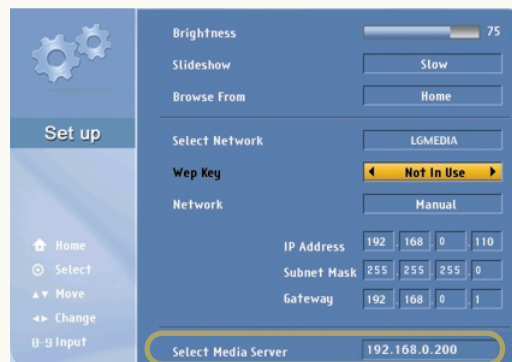 Brightness 75
Slideshow Slow
Browse From Home
Set up
Select Network LGMEDIA
Wep Key Not In Use
Network Manual
IP Address 192 . 168 . 0 . 110
Subnet Mask 255 . 255 . 255 . 0
Gateway 192 . 168 . 0 . 1
Select Media Server 192.168.0.200
Home
Select
Move
Change
0-9 Input